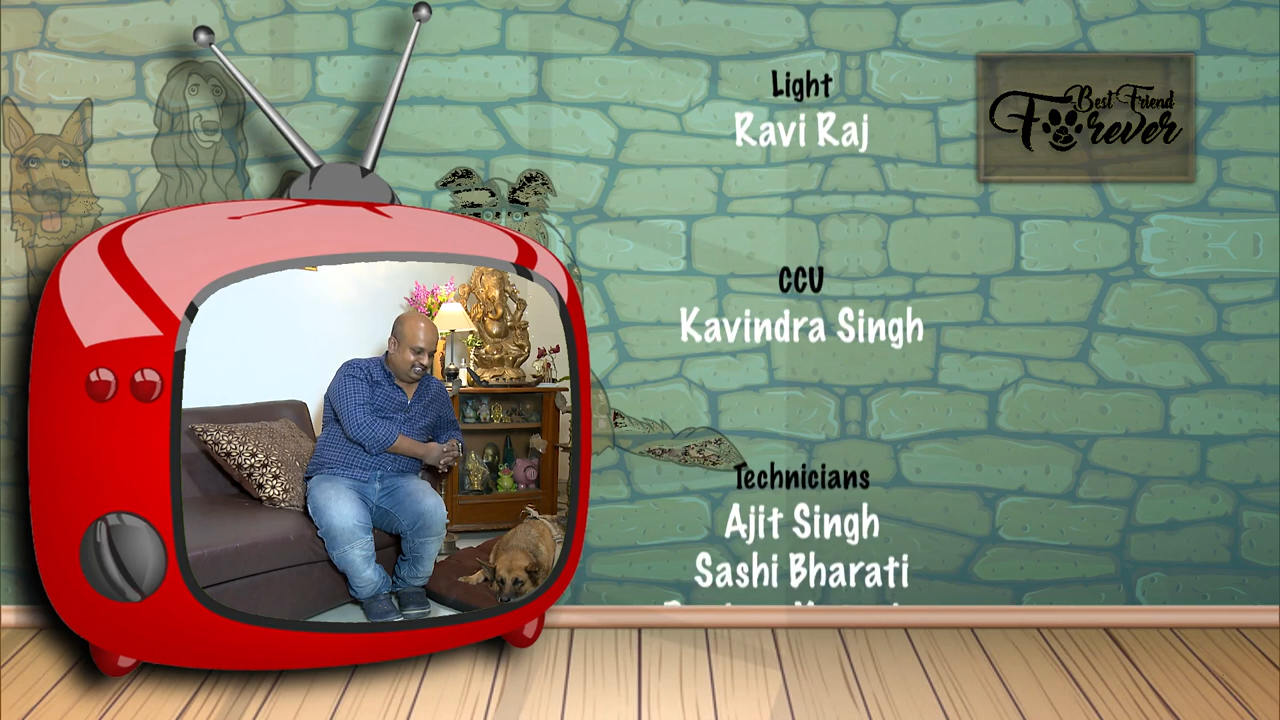 Light
Ravi Raj
Best Friend
Forever
CCU
Kavindra Singh
Technicians
Ajit Singh
Sashi Bharati